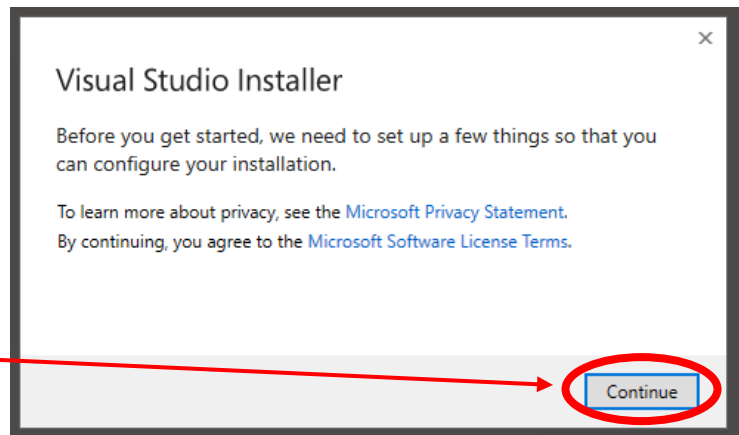 Visual Studio Installer
Before you get started, we need to set up a few things so that you
can configure your installation.
To learn more about privacy, see the Microsoft Privacy Statement.
By continuing, you agree to the Microsoft Software License Terms.
Continue